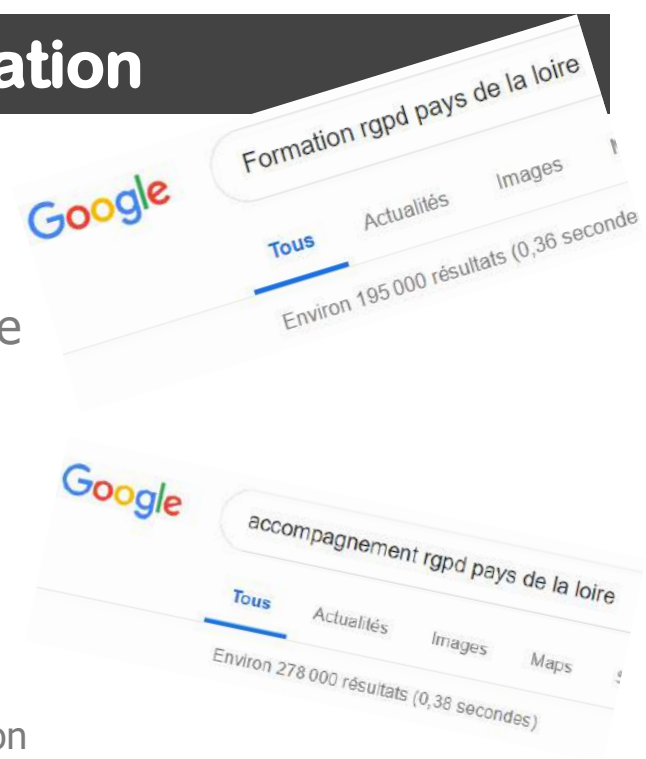 ation
Google
Formation rgpd pays de la loire
Tous Actualités Images
Environ 195 000 résultats (0,36 seconde
e
Google
accompagnement rgpd pays de la loire
Tous Actualités Images Maps
Environ 278 000 résultats (0,38 secondes)
on